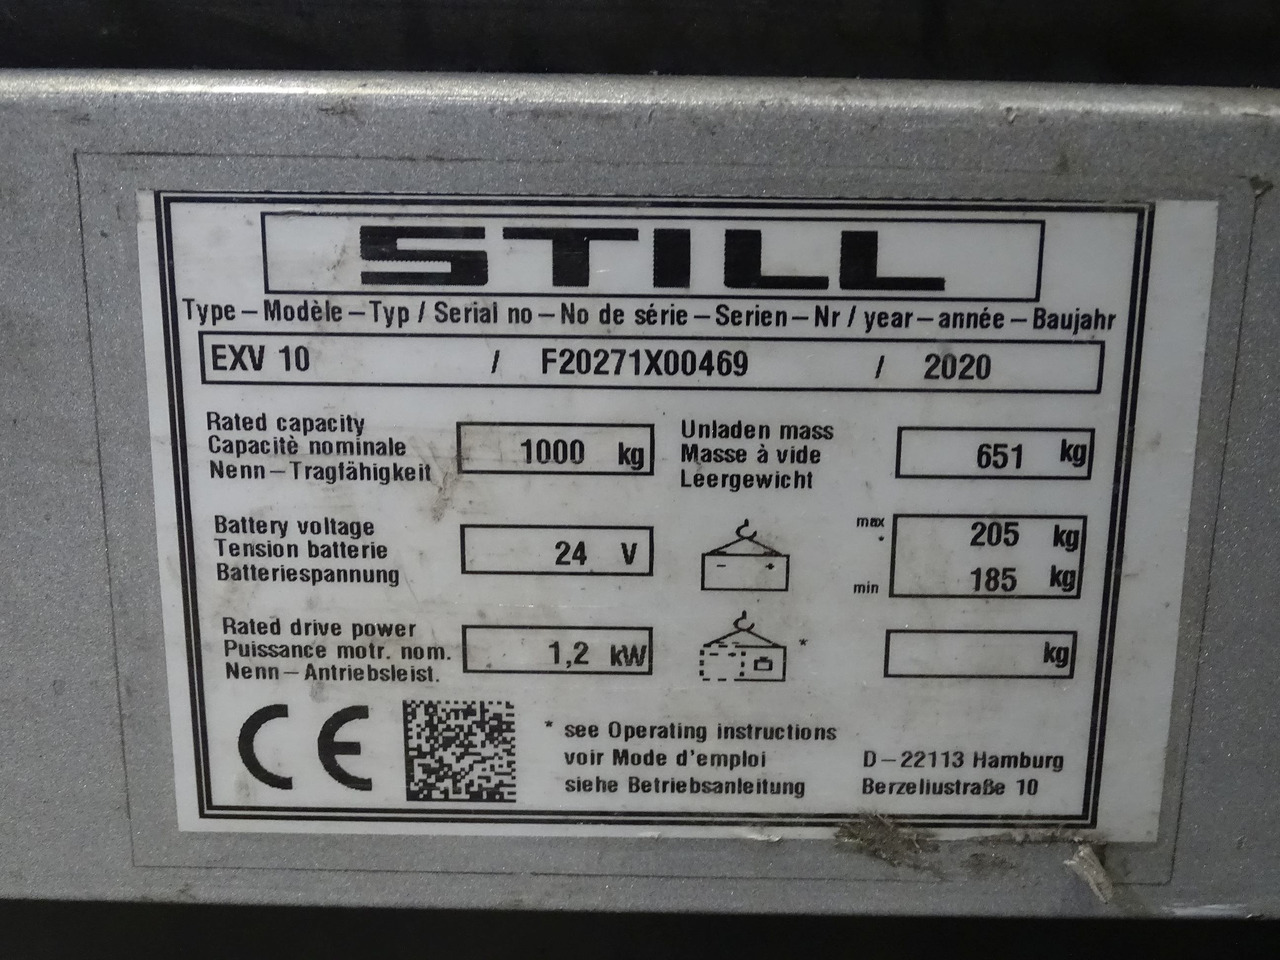 STILL
Type – Modèle – Typ / Serial no – No de série – Serien – Nr / year – année – Baujahr
EXV 10 / F20271X00469 / 2020
Rated capacity
Capacitè nominale
Nenn – Tragfähigkeit
1000 kg
Unladen mass
Masse à vide
Leergewicht
651 kg
Battery voltage
Tension batterie
Batteriespannung
24 V
max
205 kg
min
185 kg
Rated drive power
Puissance motr. nom.
Nenn – Antriebsleist.
1,2 kW
*
kg
CE
* see Operating instructions
voir Mode d'emploi
siehe Betriebsanleitung
D – 22113 Hamburg
Berzeliustraße 10